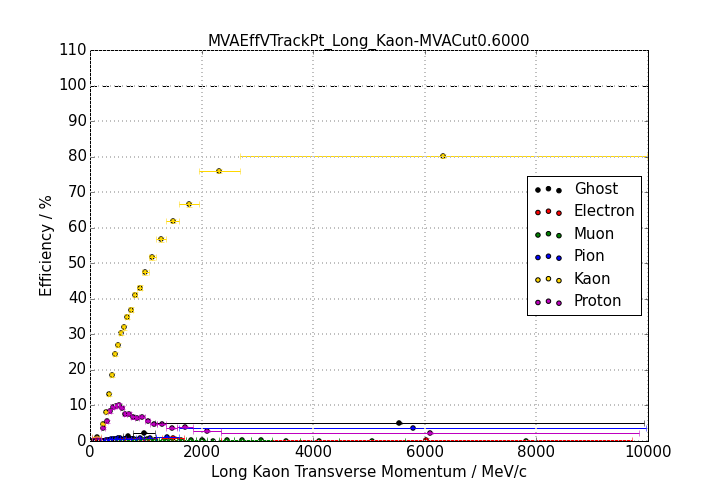 MVAEffVTrackPt_Long_Kaon-MVACut0.6000
Efficiency / %
110
100
90
80
70
60
50
40
30
20
10
0
0 2000 4000 6000 8000 10000
Long Kaon Transverse Momentum / MeV/c
Ghost
Electron
Muon
Pion
Kaon
Proton